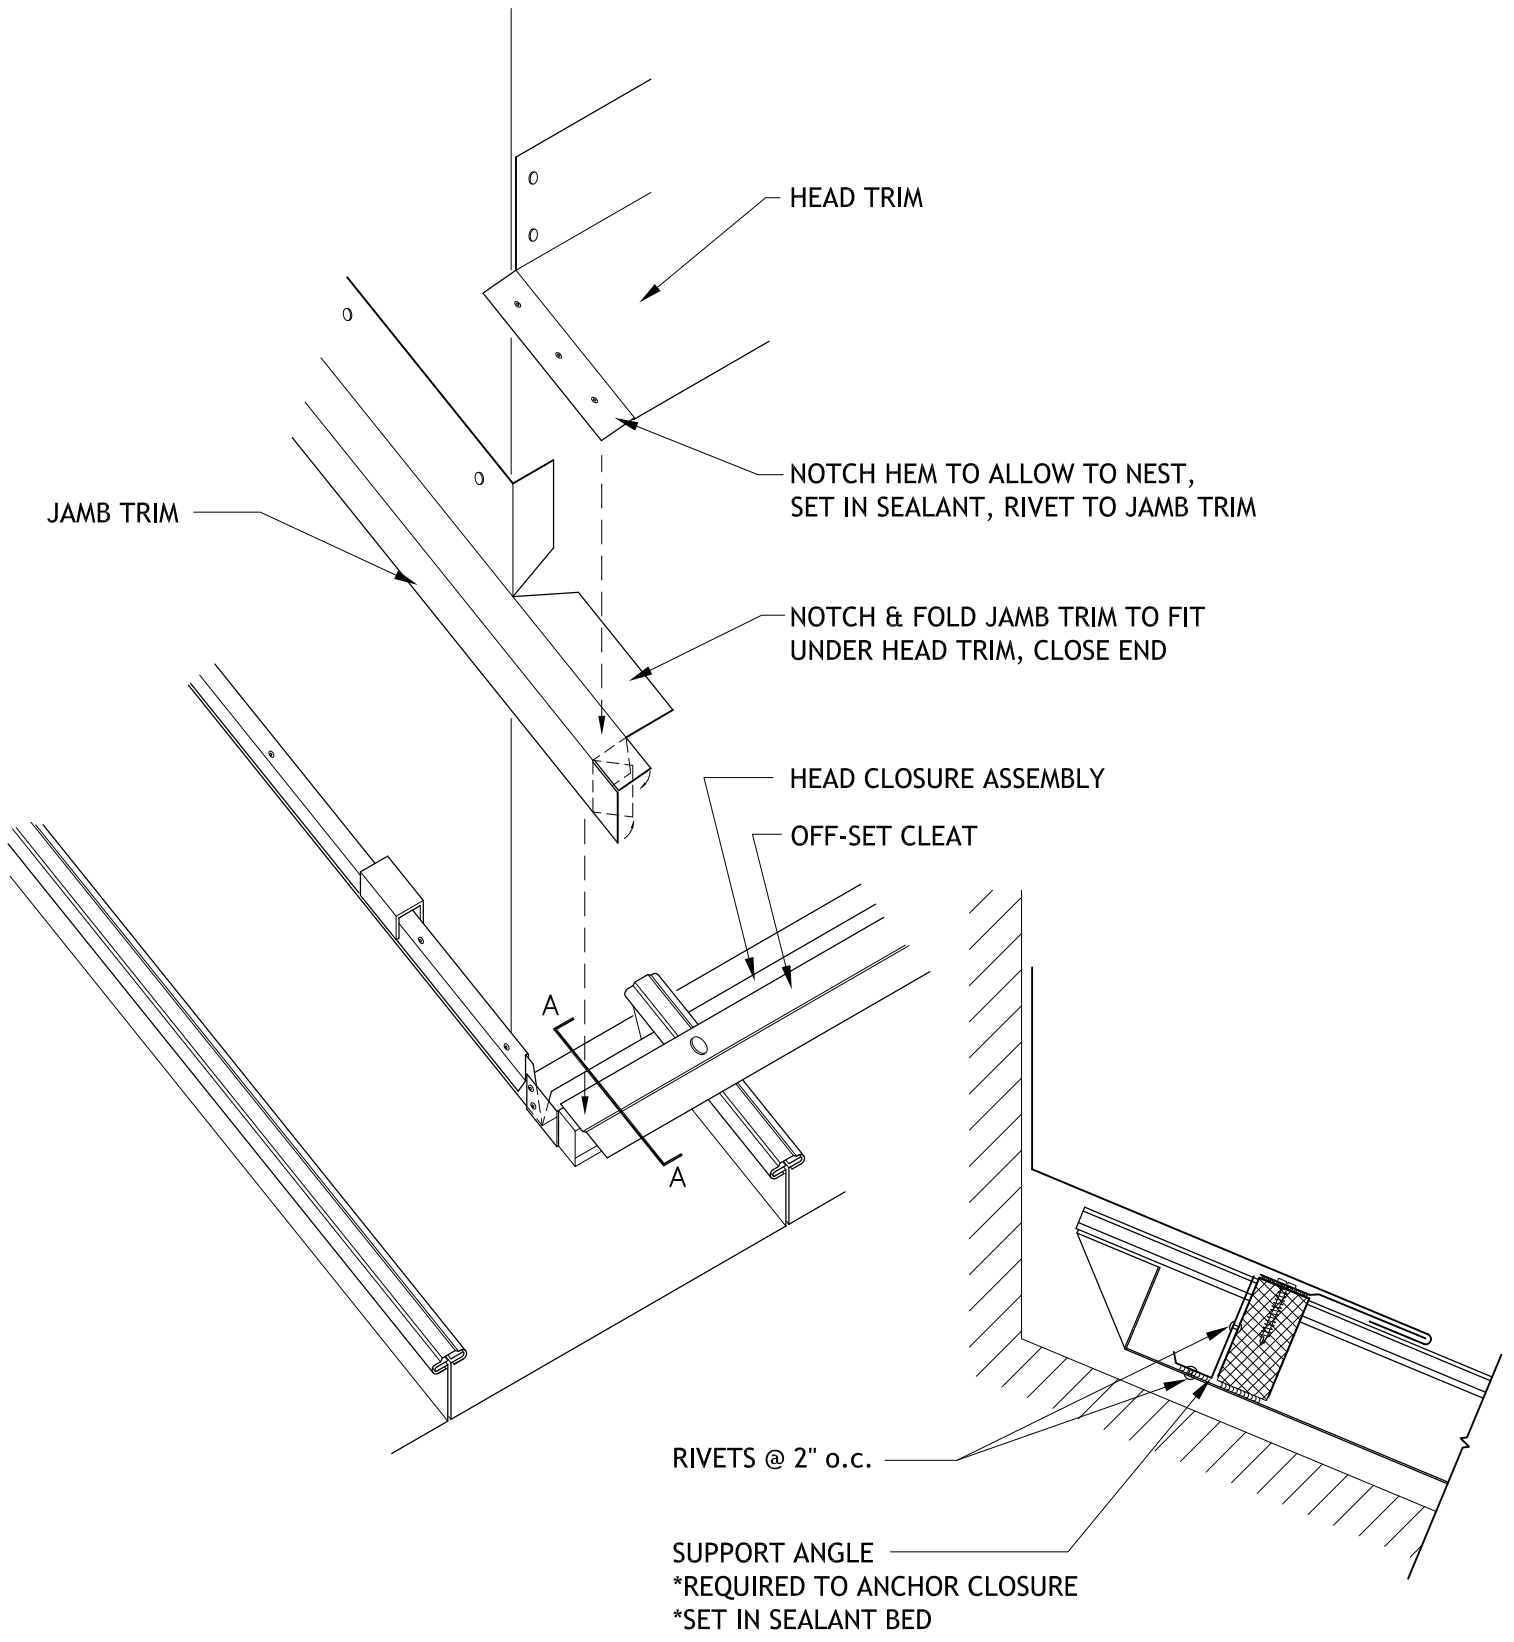 HEAD TRIM
NOTCH HEM TO ALLOW TO NEST,
SET IN SEALANT, RIVET TO JAMB TRIM
JAMB TRIM
NOTCH & FOLD JAMB TRIM TO FIT
UNDER HEAD TRIM, CLOSE END
HEAD CLOSURE ASSEMBLY
OFF-SET CLEAT
A
A
RIVETS @ 2" o.c.
SUPPORT ANGLE
*REQUIRED TO ANCHOR CLOSURE
*SET IN SEALANT BED